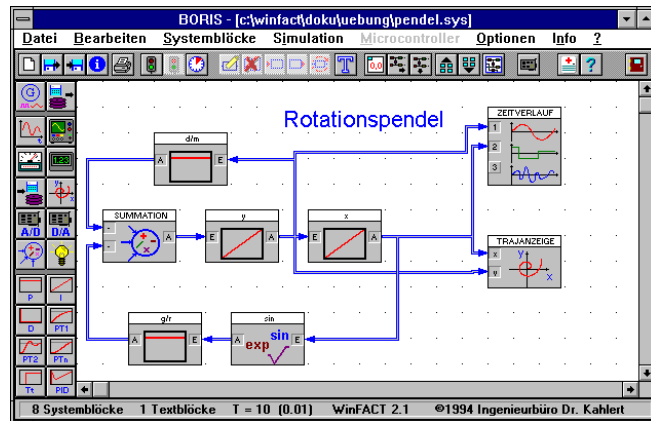 BORIS - [c:\winfact\doku\uebung\pendel.sys]
Datei Bearbeiten Systemblöcke Simulation Microcontroller Optionen Info ?
T 0,0 ?
G
A/D D/A
P I
D PT1
PT2 PTn
Tt PID
Rotationspendel
ZEITVERLAUF
1
2
3
d/m
A E
SUMMATION
- - A
y
E A
x
E A
TRAJANZEIGE
x y
y x
g/r
A E
sin
A exp sin E
8 Systemblöcke 1 Textblöcke T = 10 (0.01) WinFACT 2.1 ©1994 Ingenieurbüro Dr. Kahlert